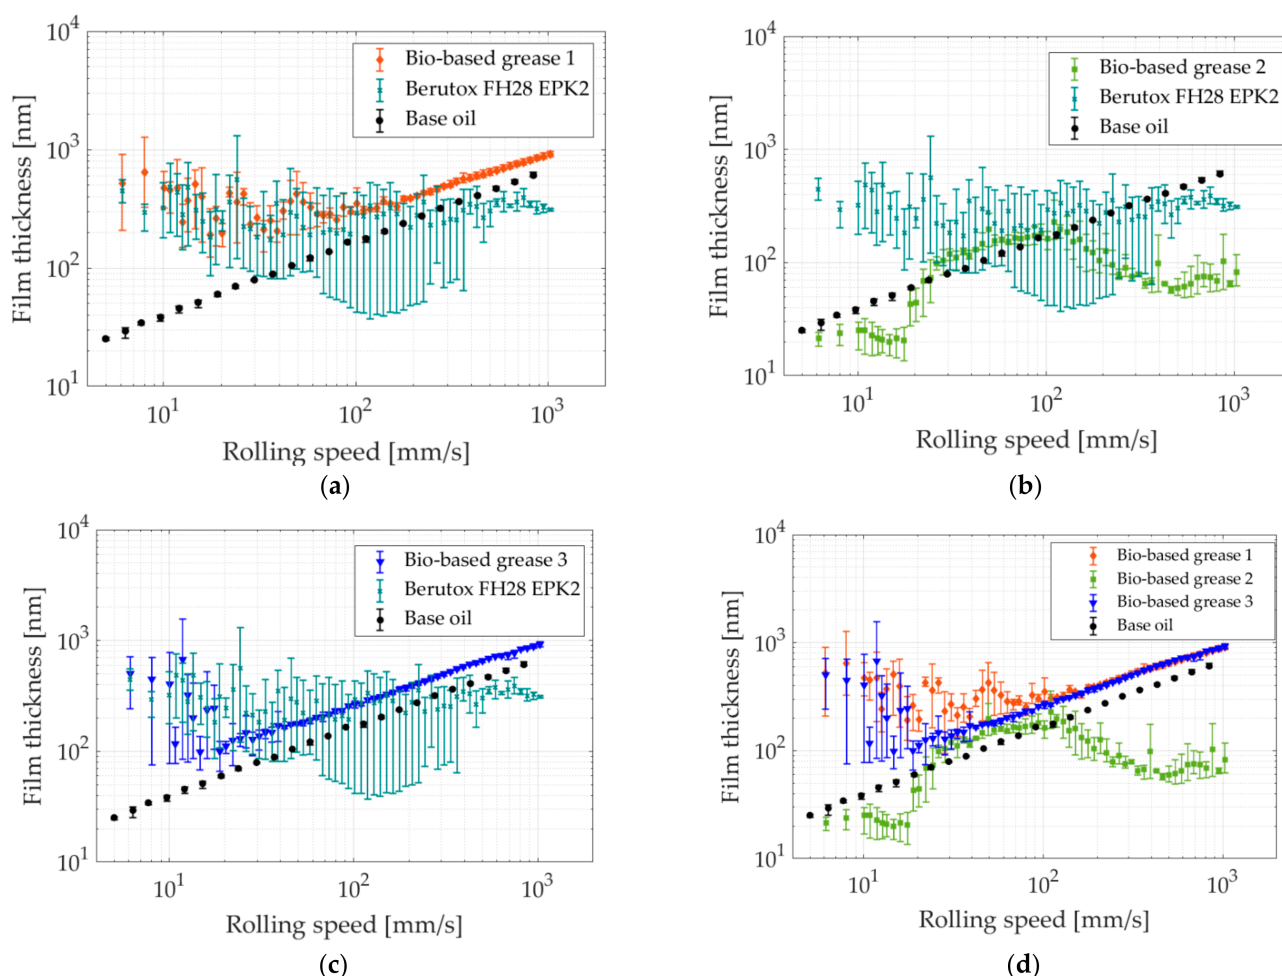 10^4
10^3
10^2
10^1
Film thickness [nm]
Bio-based grease 1
Berutox FH28 EPK2
Base oil
10^1 10^2 10^3
Rolling speed [mm/s]
(a)
10^4
10^3
10^2
10^1
Film thickness [nm]
Bio-based grease 2
Berutox FH28 EPK2
Base oil
10^1 10^2 10^3
Rolling speed [mm/s]
(b)
10^4
10^3
10^2
10^1
Film thickness [nm]
Bio-based grease 3
Berutox FH28 EPK2
Base oil
10^1 10^2 10^3
Rolling speed [mm/s]
(c)
10^4
10^3
10^2
10^1
Film thickness [nm]
Bio-based grease 1
Bio-based grease 2
Bio-based grease 3
Base oil
10^1 10^2 10^3
Rolling speed [mm/s]
(d)